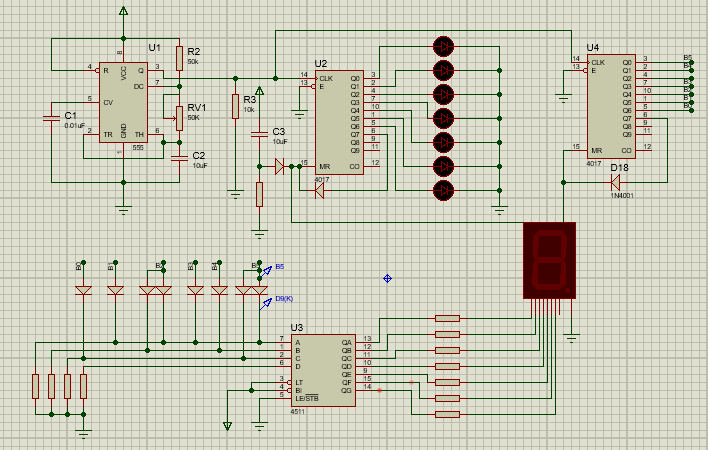 U1
R2
50k
4 R
VCC
8
Q 3
DC 7
5 CV
GND
1
2 TR
TH 6
555
RV1
50K
C1
0.01uF
C2
10uF
R3
10k
C3
10uF
U2
14 CLK
13 E
15 MR
Q0 3
Q1 2
Q2 4
Q3 7
Q4 10
Q5 1
Q6 5
Q7 6
Q8 9
Q9 11
CO 12
4017
U4
14 CLK
13 E
15 MR
Q0 3
Q1 2
Q2 4
Q3 7
Q4 10
Q5 1
Q6 5
Q7 6
Q8 9
Q9 11
CO 12
4017
D18
1N4001
B1
B3
B4
B5
D9(K)
U3
7 A
1 B
2 C
6 D
3 LT
4 BI
5 LE/STB
QA 13
QB 12
QC 11
QD 10
QE 9
QF 15
QG 14
4511